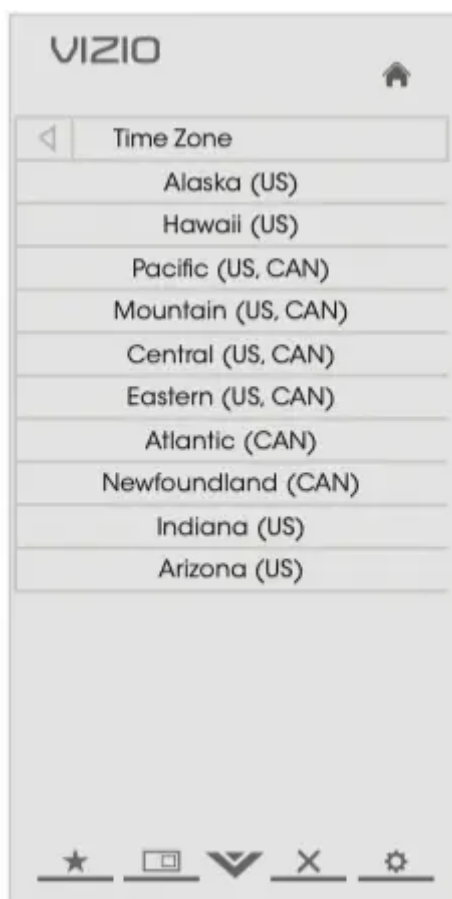 VIZIO
Time Zone
Alaska (US)
Hawaii (US)
Pacific (US, CAN)
Mountain (US, CAN)
Central (US, CAN)
Eastern (US, CAN)
Atlantic (CAN)
Newfoundland (CAN)
Indiana (US)
Arizona (US)